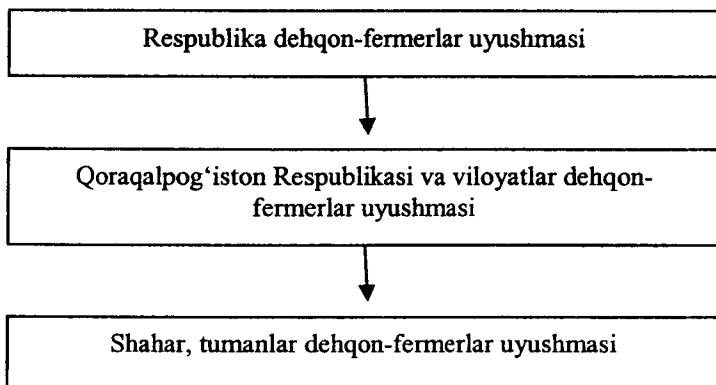 Respublika dehqon-fermerlar uyushmasi
Qoraqalpog‘iston Respublikasi va viloyatlar dehqon-
fermerlar uyushmasi
Shahar, tumanlar dehqon-fermerlar uyushmasi